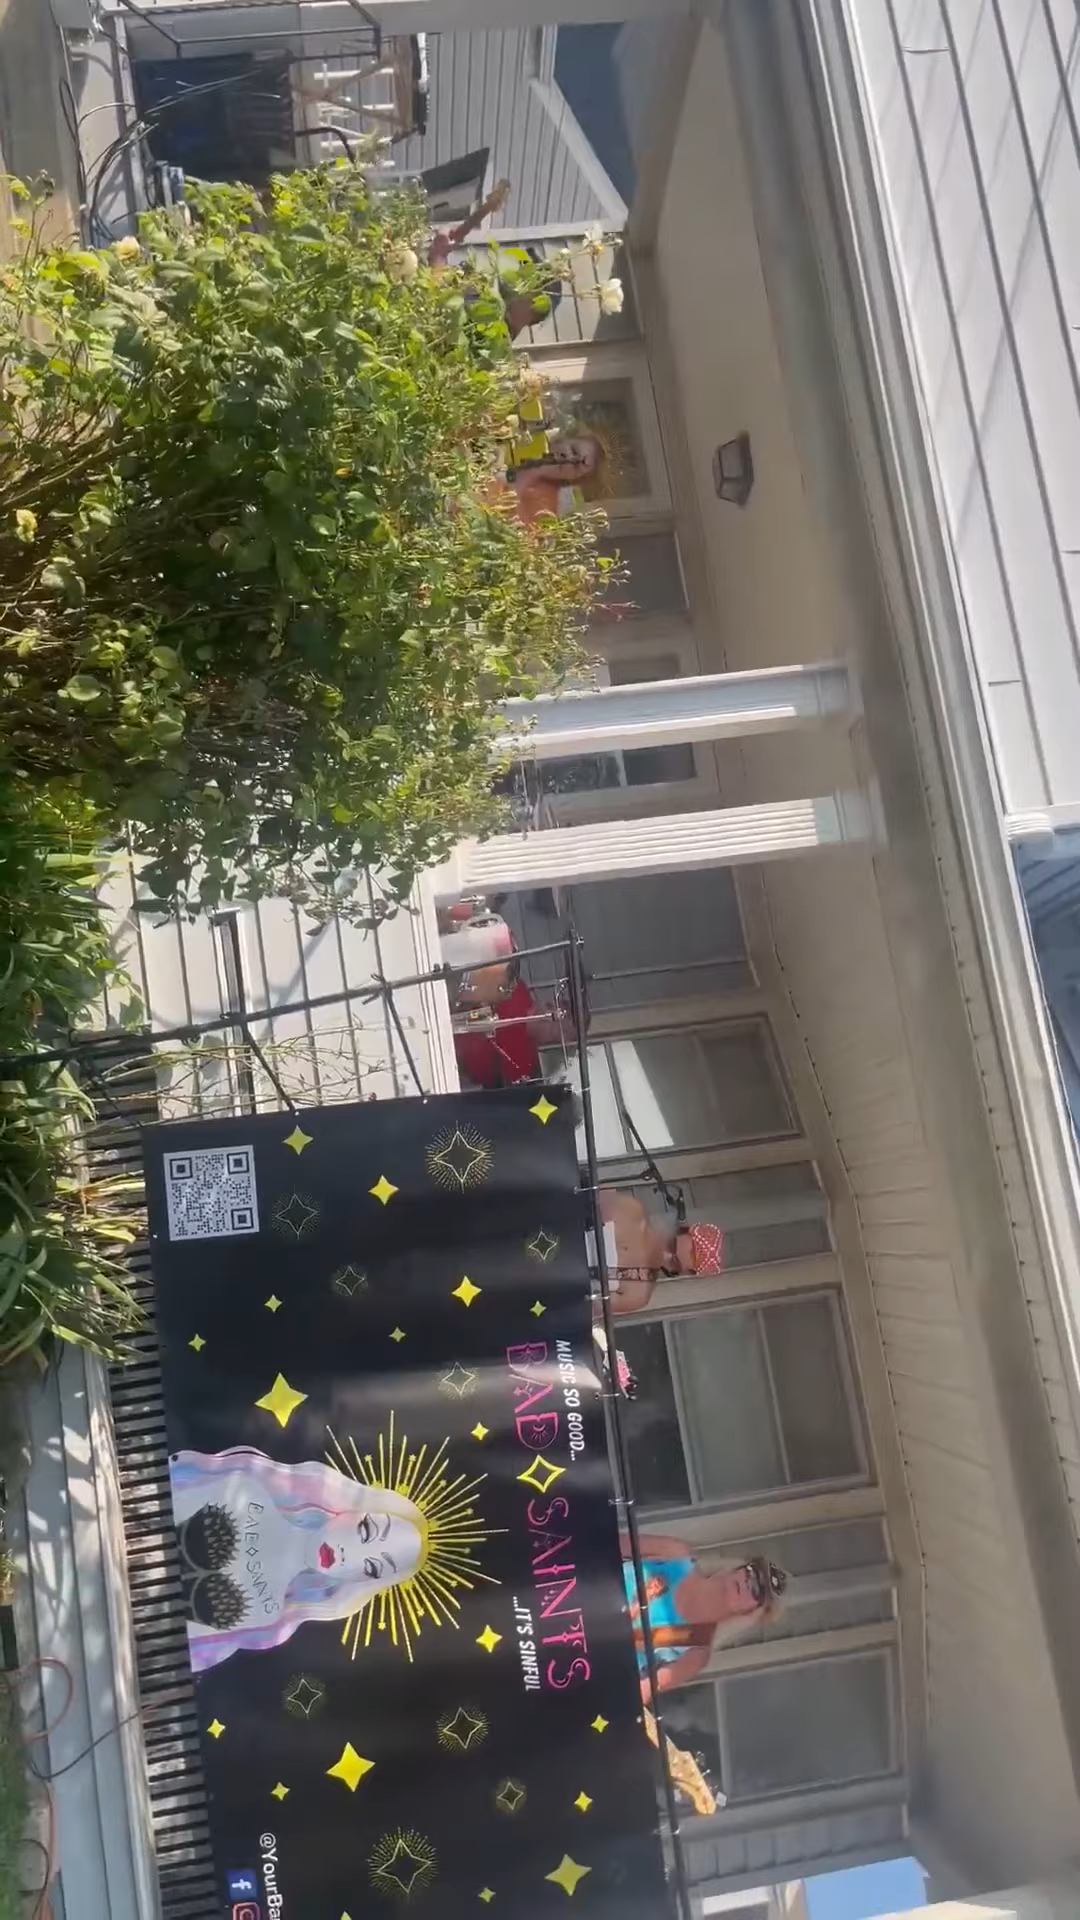 MUSIC SO GOOD...
BAD SAINTS
...IT'S SINFUL
BAD SAINTS
@YourBa
f